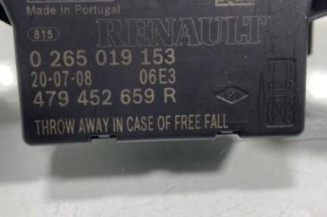 Made in Portugal
815
RENAULT
0 265 019 153
20-07-08 06E3
479 452 659 R
THROW AWAY IN CASE OF FREE FALL